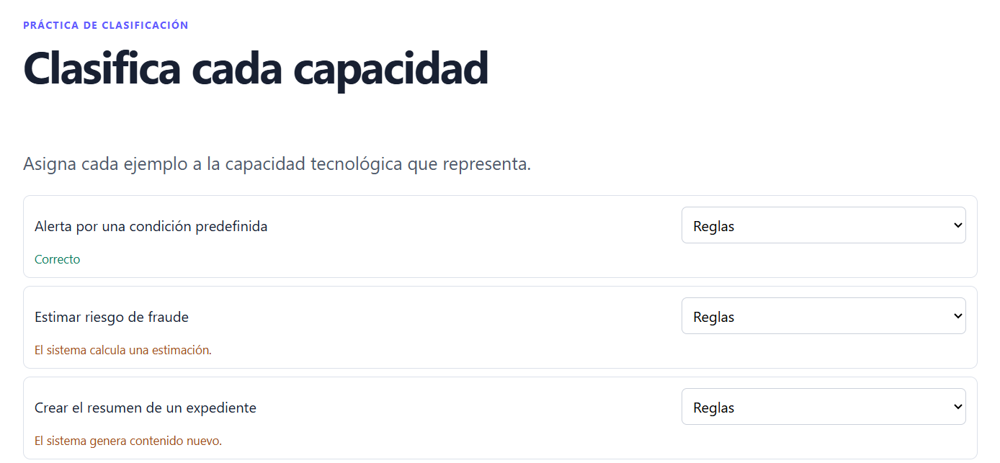 PRÁCTICA DE CLASIFICACIÓN
Clasifica cada capacidad
Asigna cada ejemplo a la capacidad tecnológica que representa.
Alerta por una condición predefinida
Reglas
Correcto
Estimar riesgo de fraude
Reglas
El sistema calcula una estimación.
Crear el resumen de un expediente
Reglas
El sistema genera contenido nuevo.